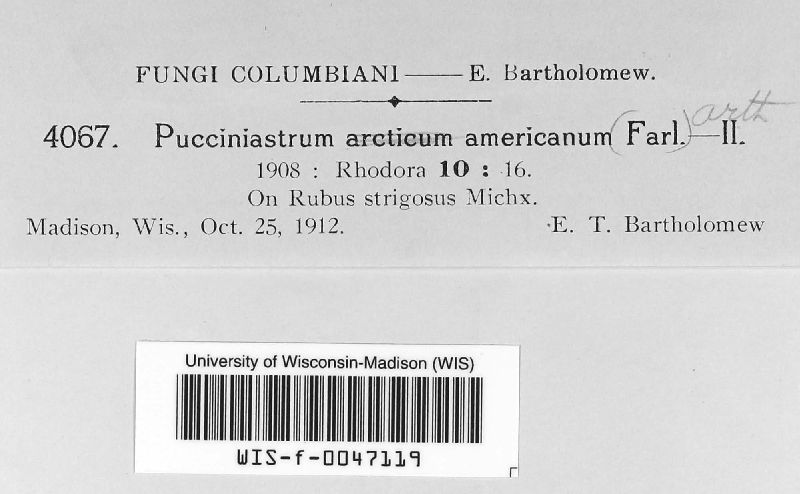 FUNGI COLUMBIANI — E. Bartholomew.
4067. Pucciniastrum arcticum americanum (Farl.) arth — II.
1908 : Rhodora 10 : 16.
On Rubus strigosus Michx.
Madison, Wis., Oct. 25, 1912. E. T. Bartholomew
University of Wisconsin-Madison (WIS)
WIS-f-0047119